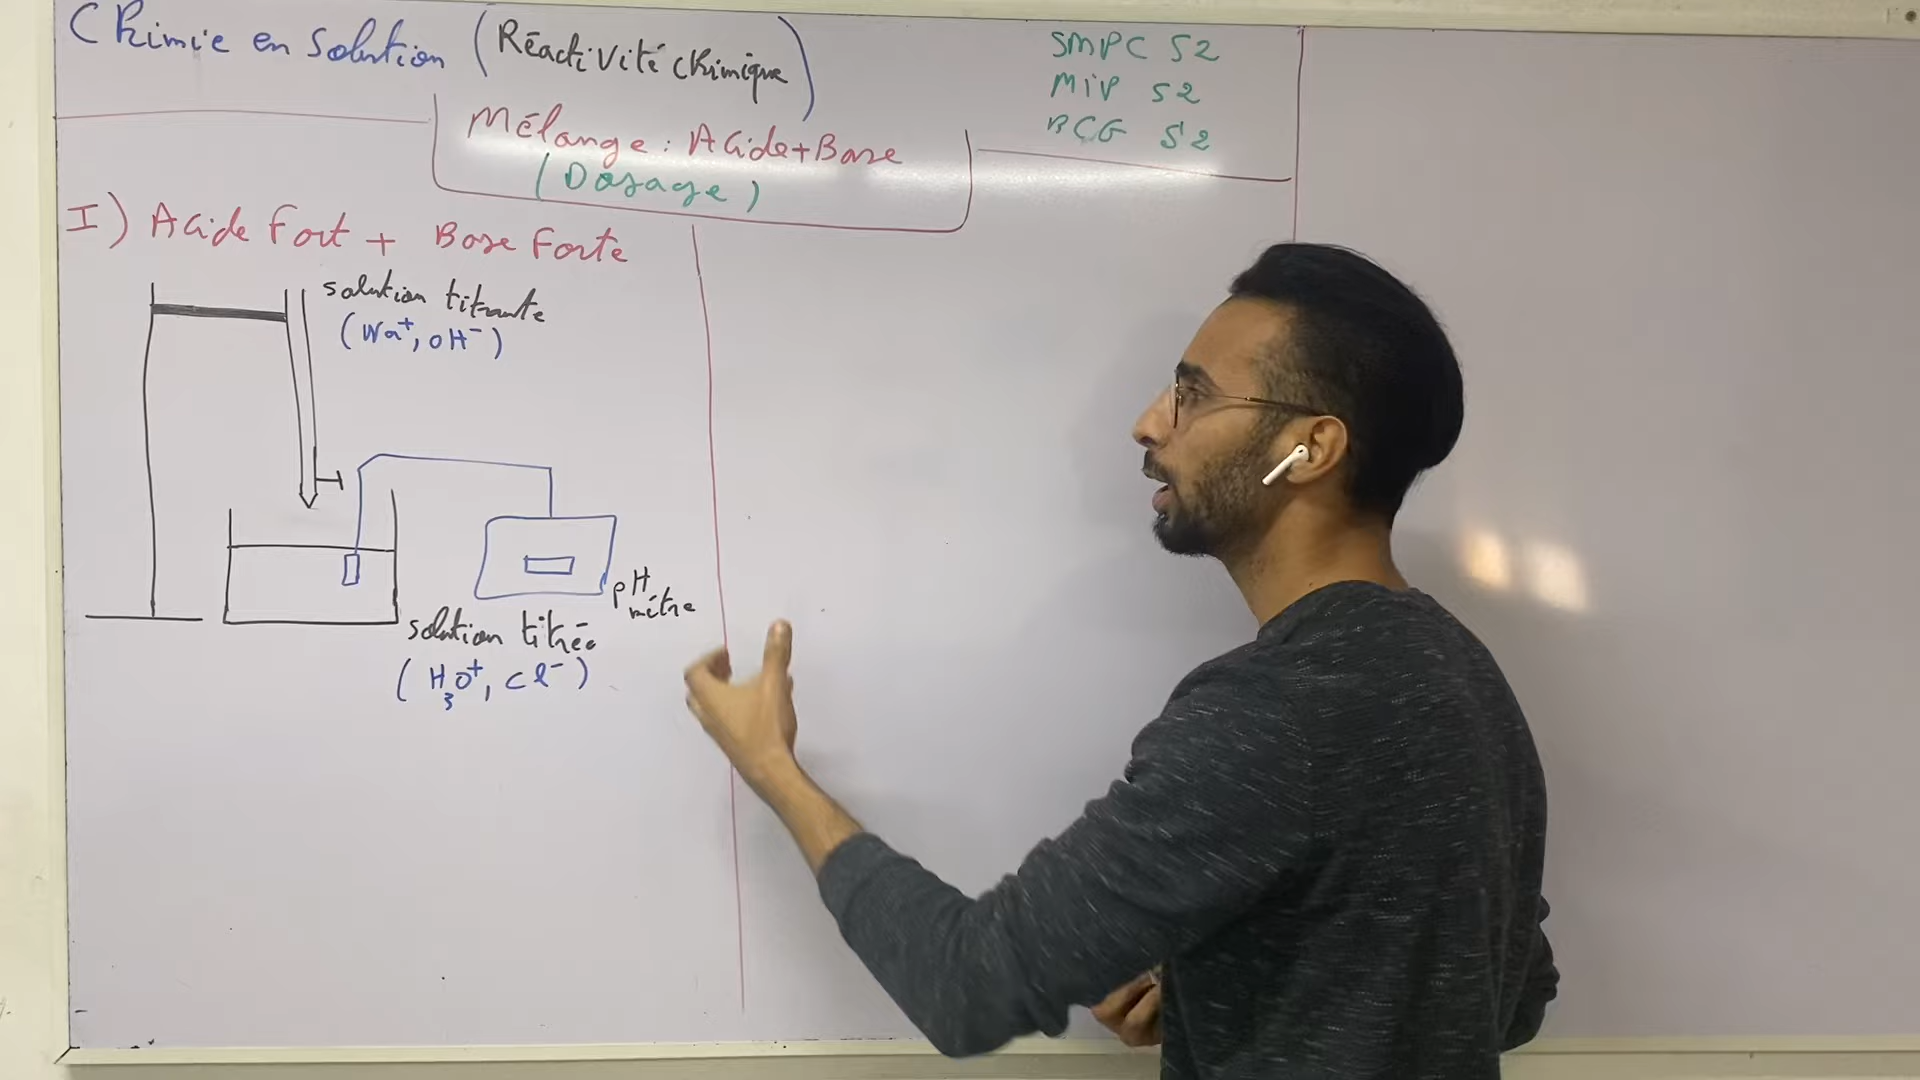 Chimie en solution (Réactivité chimique)
SMPC S2
MIP S2
BCG S2
Mélange : Acide + Base
(Dosage)
I) Acide Fort + Base Forte
solution titrante
(Na⁺, OH⁻)
pH mètre
solution titrée
(H₃O⁺, Cl⁻)